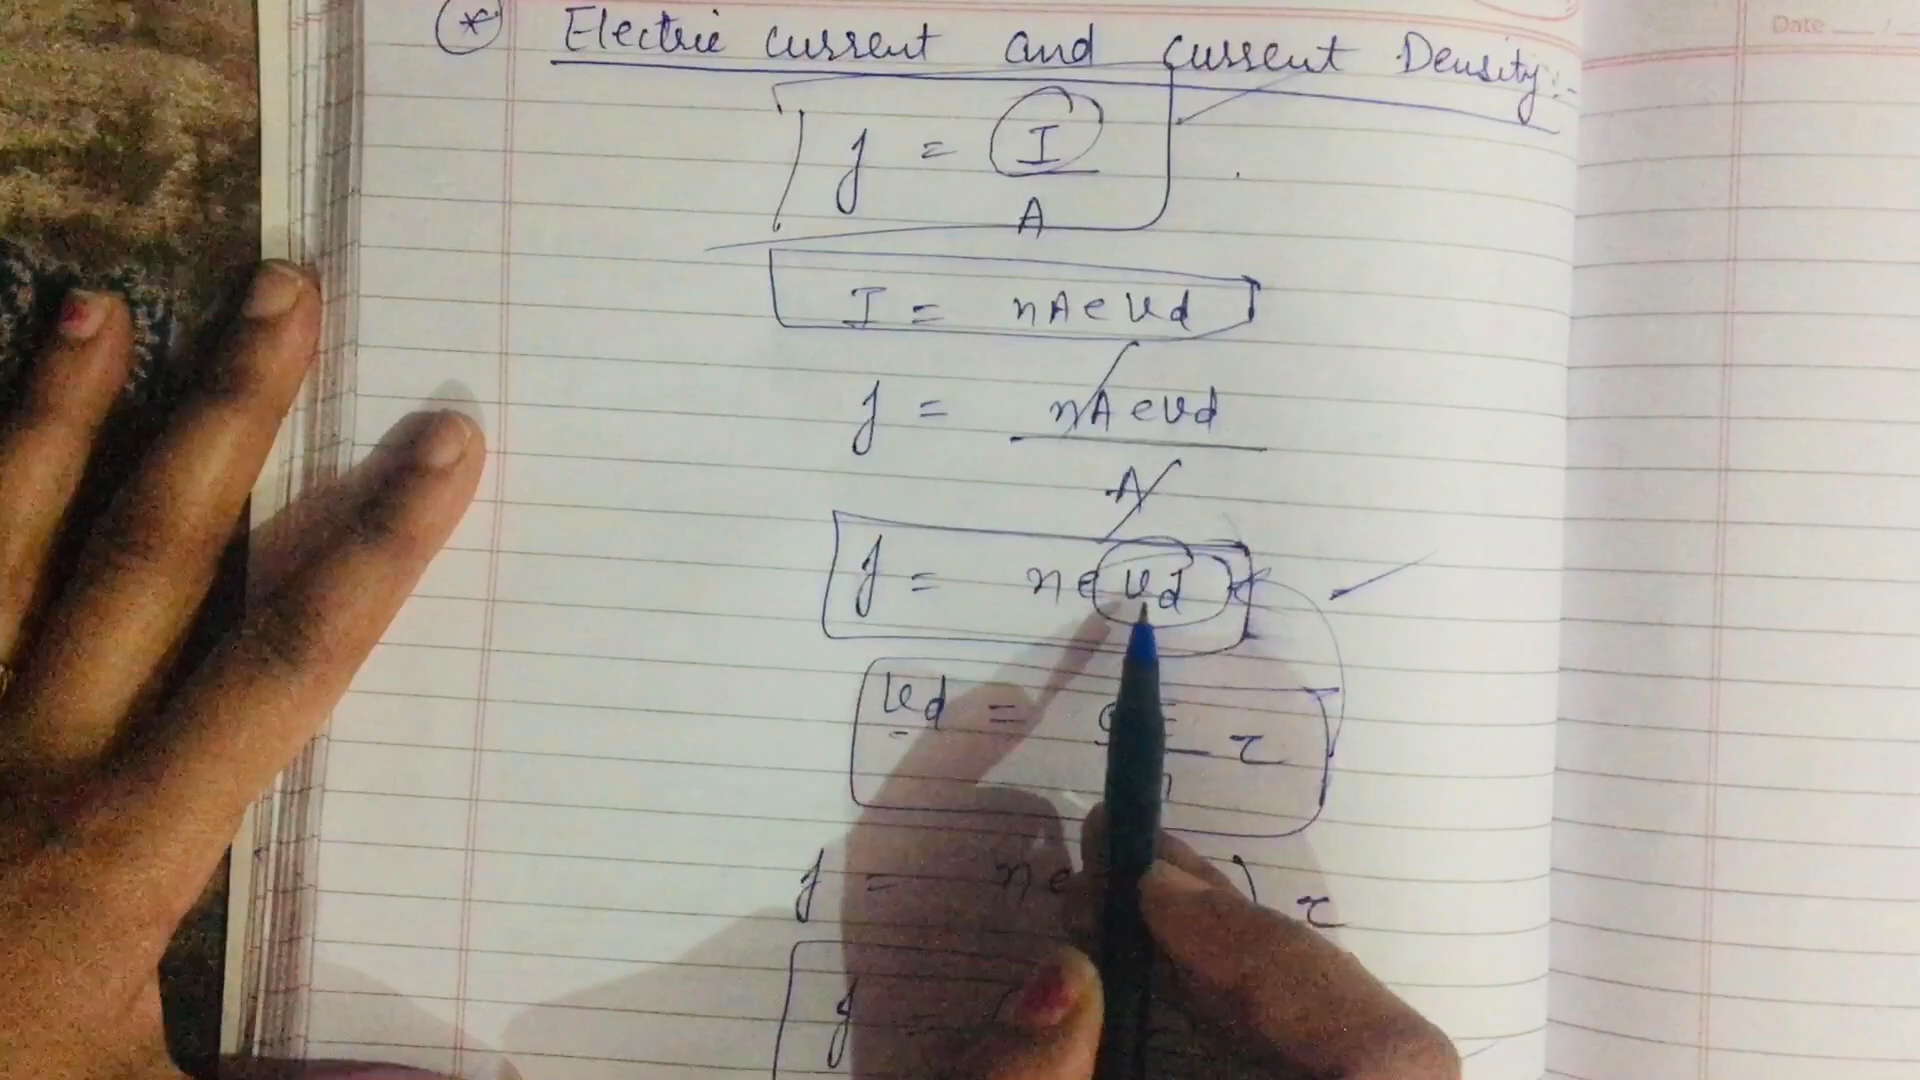 * Electric current and current Density:-
Date
j = I
A
I = nAevd
j = nAevd
A
j = nevd
vd = τ
j = ne ) τ
j =